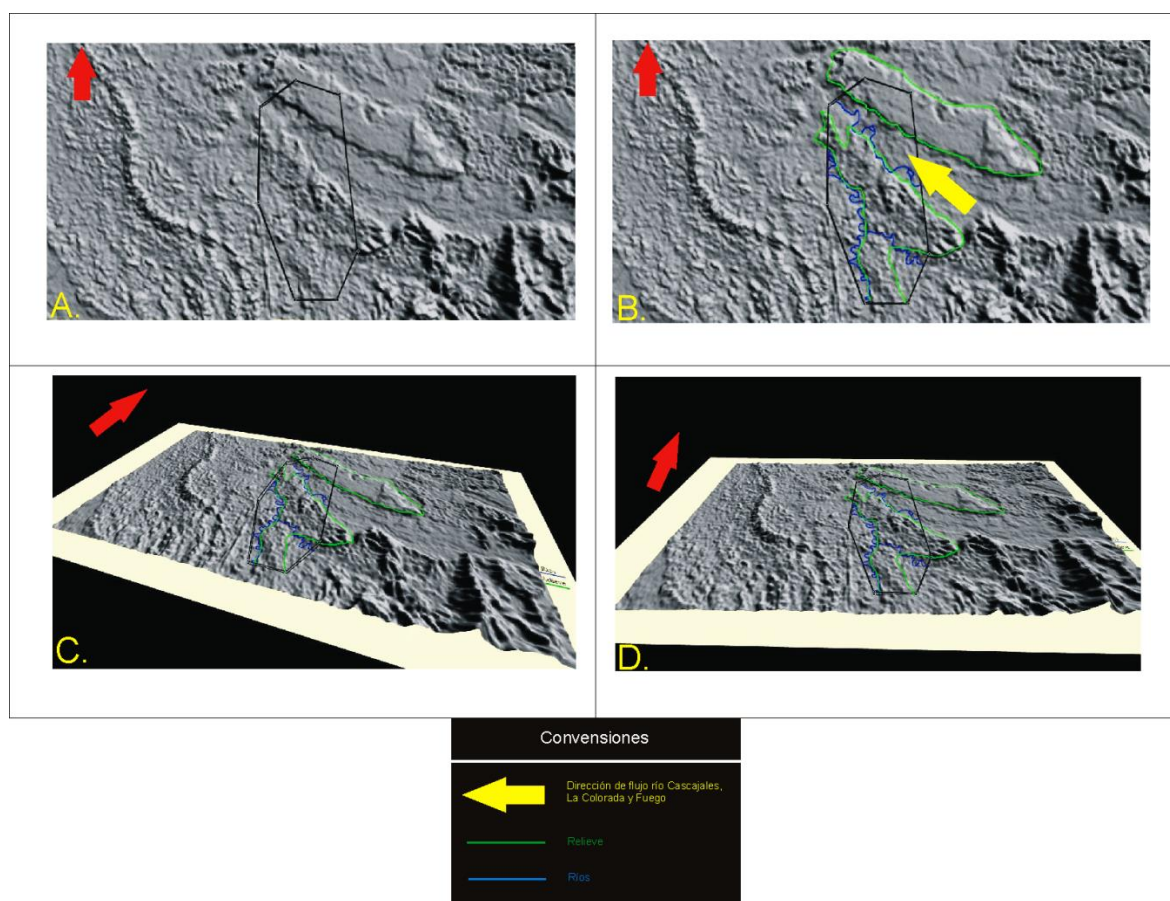 A.
B.
C.
D.
Convensiones
Dirección de flujo río Cascajales,
La Colorada y Fuego
Relieve
Ríos